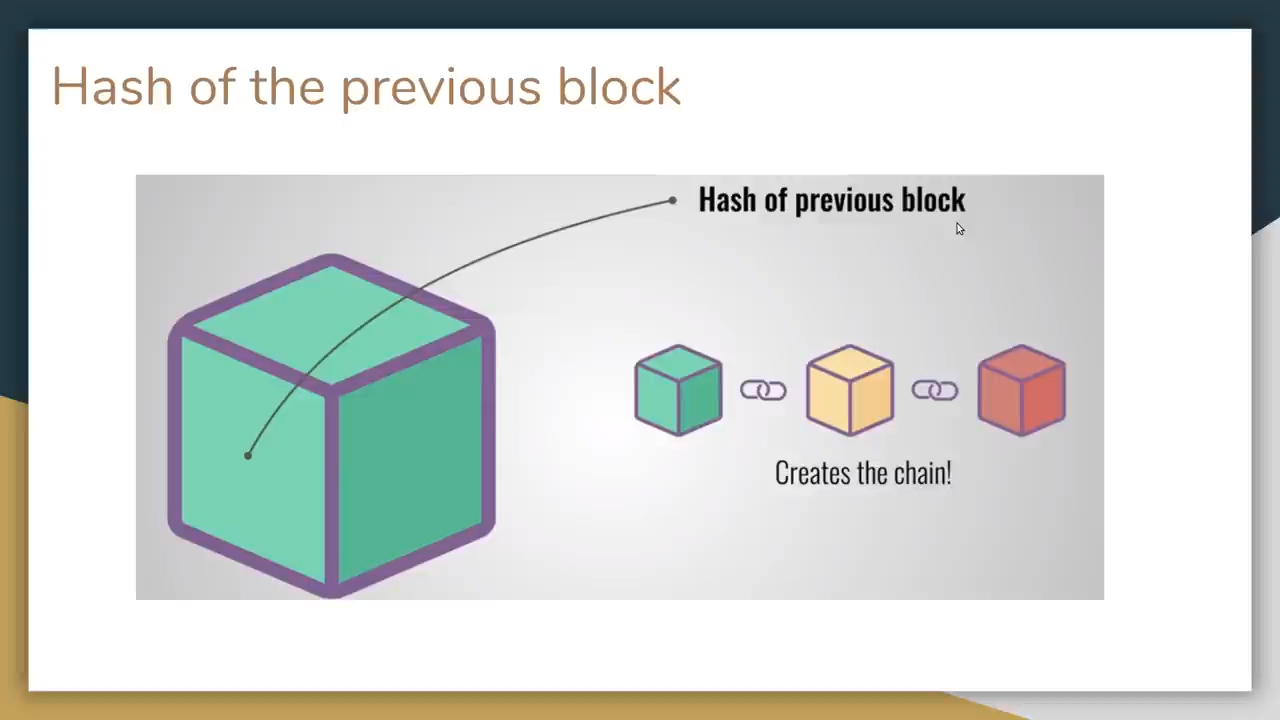 Hash of the previous block
Hash of previous block
Creates the chain!